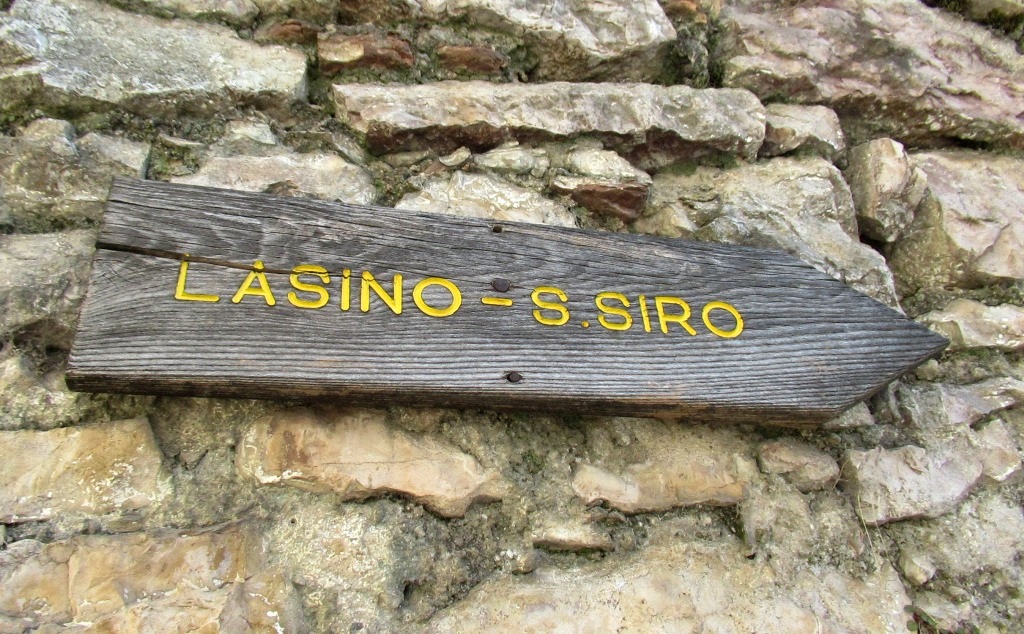 LASINO - S. SIRO